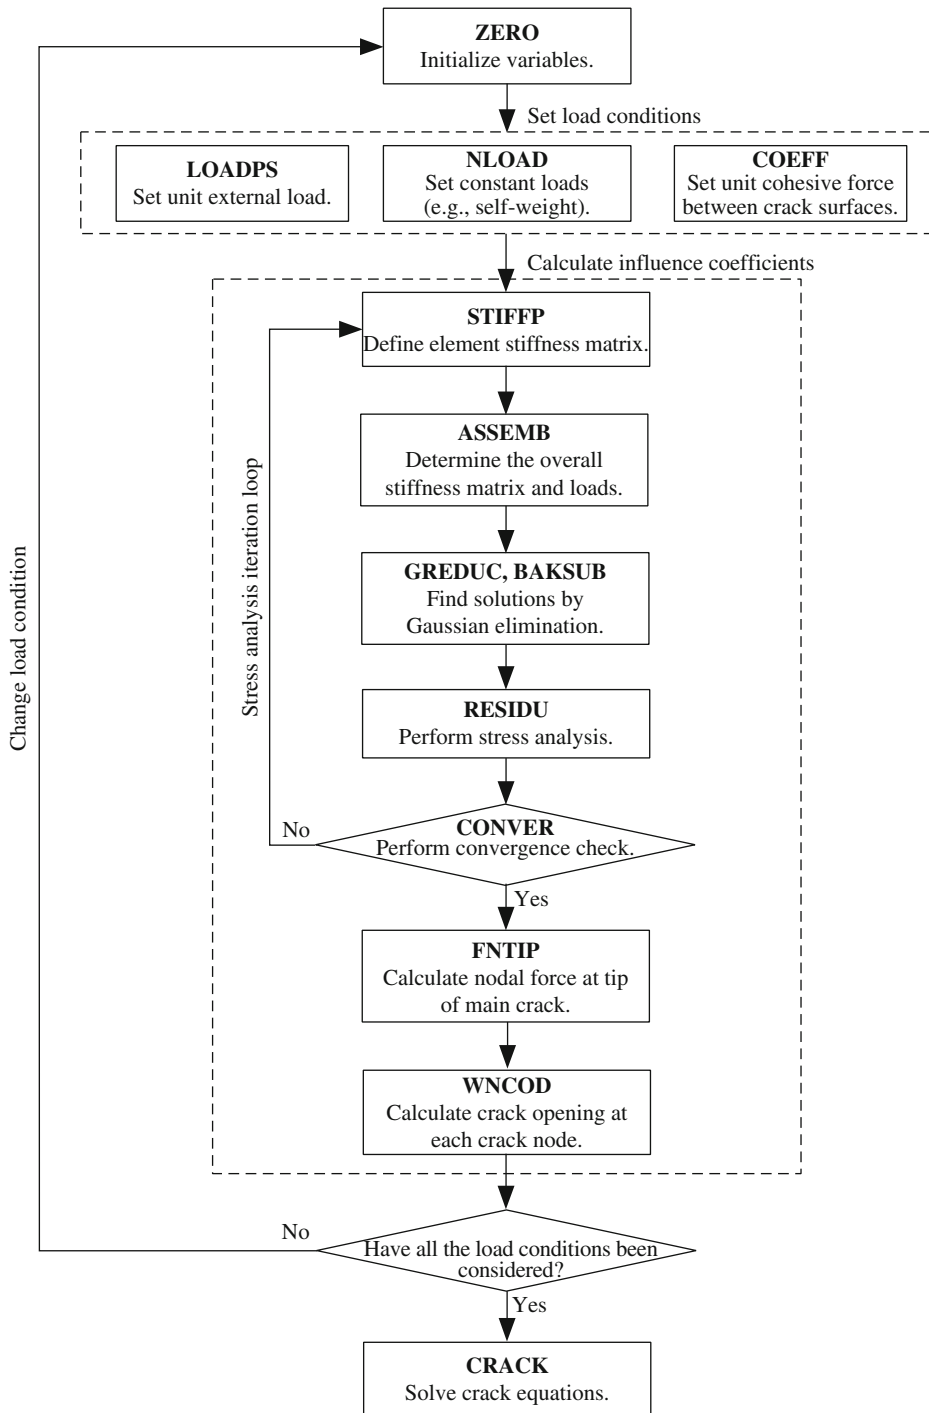 ZERO
Initialize variables.
Set load conditions
LOADPS
Set unit external load.
NLOAD
Set constant loads
(e.g., self-weight).
COEFF
Set unit cohesive force
between crack surfaces.
Calculate influence coefficients
STIFFP
Define element stiffness matrix.
ASSEMB
Determine the overall
stiffness matrix and loads.
GREDUC, BAKSUB
Find solutions by
Gaussian elimination.
RESIDU
Perform stress analysis.
CONVER
Perform convergence check.
No
Yes
Stress analysis iteration loop
Change load condition
FNTIP
Calculate nodal force at tip
of main crack.
WNCOD
Calculate crack opening at
each crack node.
No
Have all the load conditions been
considered?
Yes
CRACK
Solve crack equations.